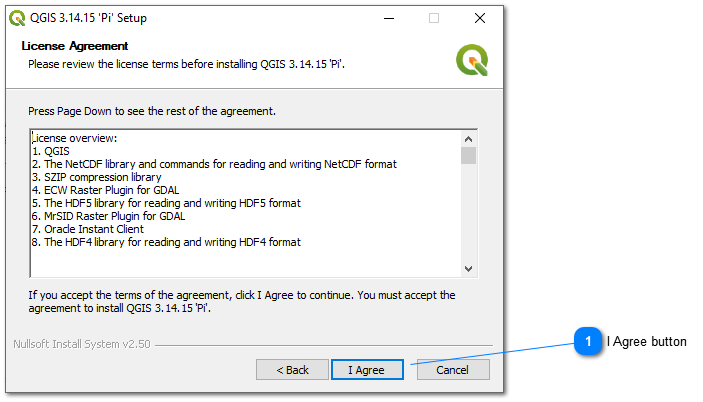 QGIS 3.14.15 'Pi' Setup
License Agreement
Please review the license terms before installing QGIS 3.14.15 'Pi'.
Press Page Down to see the rest of the agreement.
License overview:
1. QGIS
2. The NetCDF library and commands for reading and writing NetCDF format
3. SZIP compression library
4. ECW Raster Plugin for GDAL
5. The HDF5 library for reading and writing HDF5 format
6. MrSID Raster Plugin for GDAL
7. Oracle Instant Client
8. The HDF4 library for reading and writing HDF4 format
If you accept the terms of the agreement, click I Agree to continue. You must accept the
agreement to install QGIS 3.14.15 'Pi'.
Nullsoft Install System v2.50
1 I Agree button
< Back I Agree Cancel